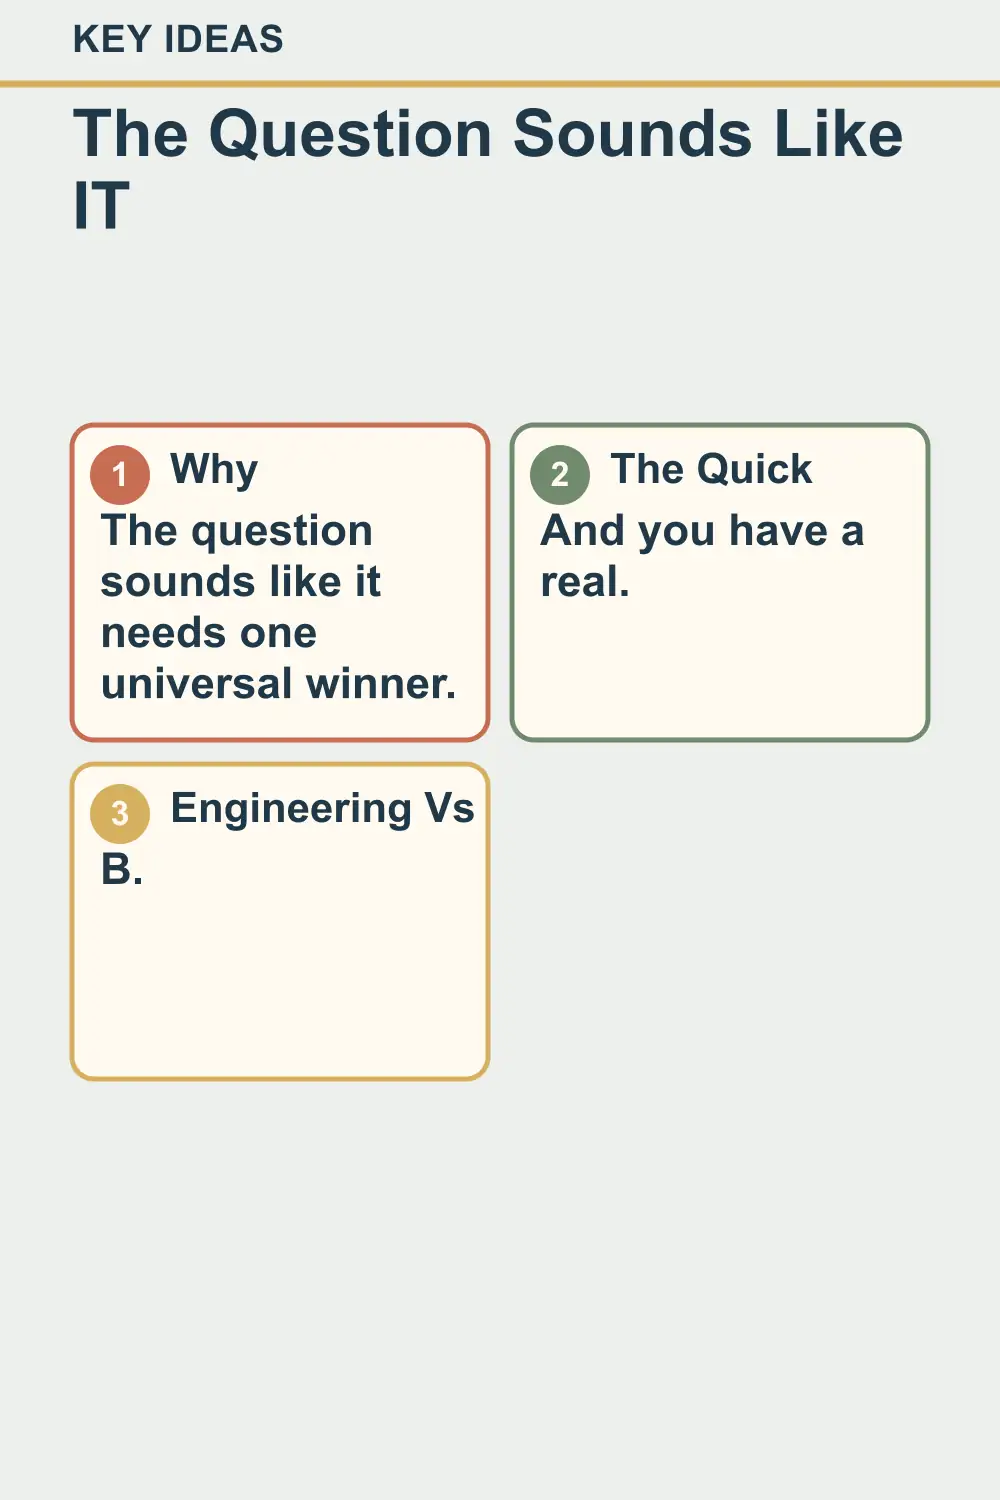 KEY IDEAS
The Question Sounds Like
IT
1 Why
The question
sounds like it
needs one
universal winner.
2 The Quick
And you have a
real.
3 Engineering Vs
B.